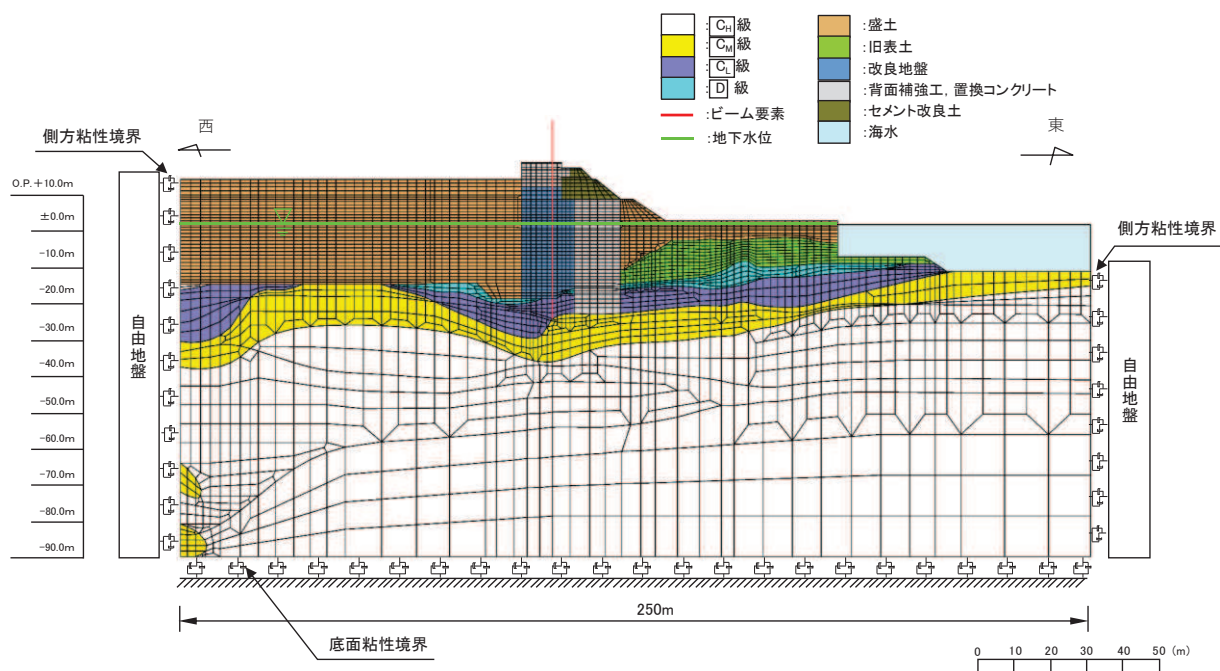 :C_H級
:C_M級
:C_L級
:D 級
:ビーム要素
:地下水位
:盛土
:旧表土
:改良地盤
:背面補強工, 置換コンクリート
:セメント改良土
:海水
側方粘性境界
西
東
側方粘性境界
O.P.+10.0m
±0.0m
-10.0m
-20.0m
-30.0m
-40.0m
-50.0m
-60.0m
-70.0m
-80.0m
-90.0m
自由地盤
自由地盤
250m
底面粘性境界
0 10 20 30 40 50 (m)